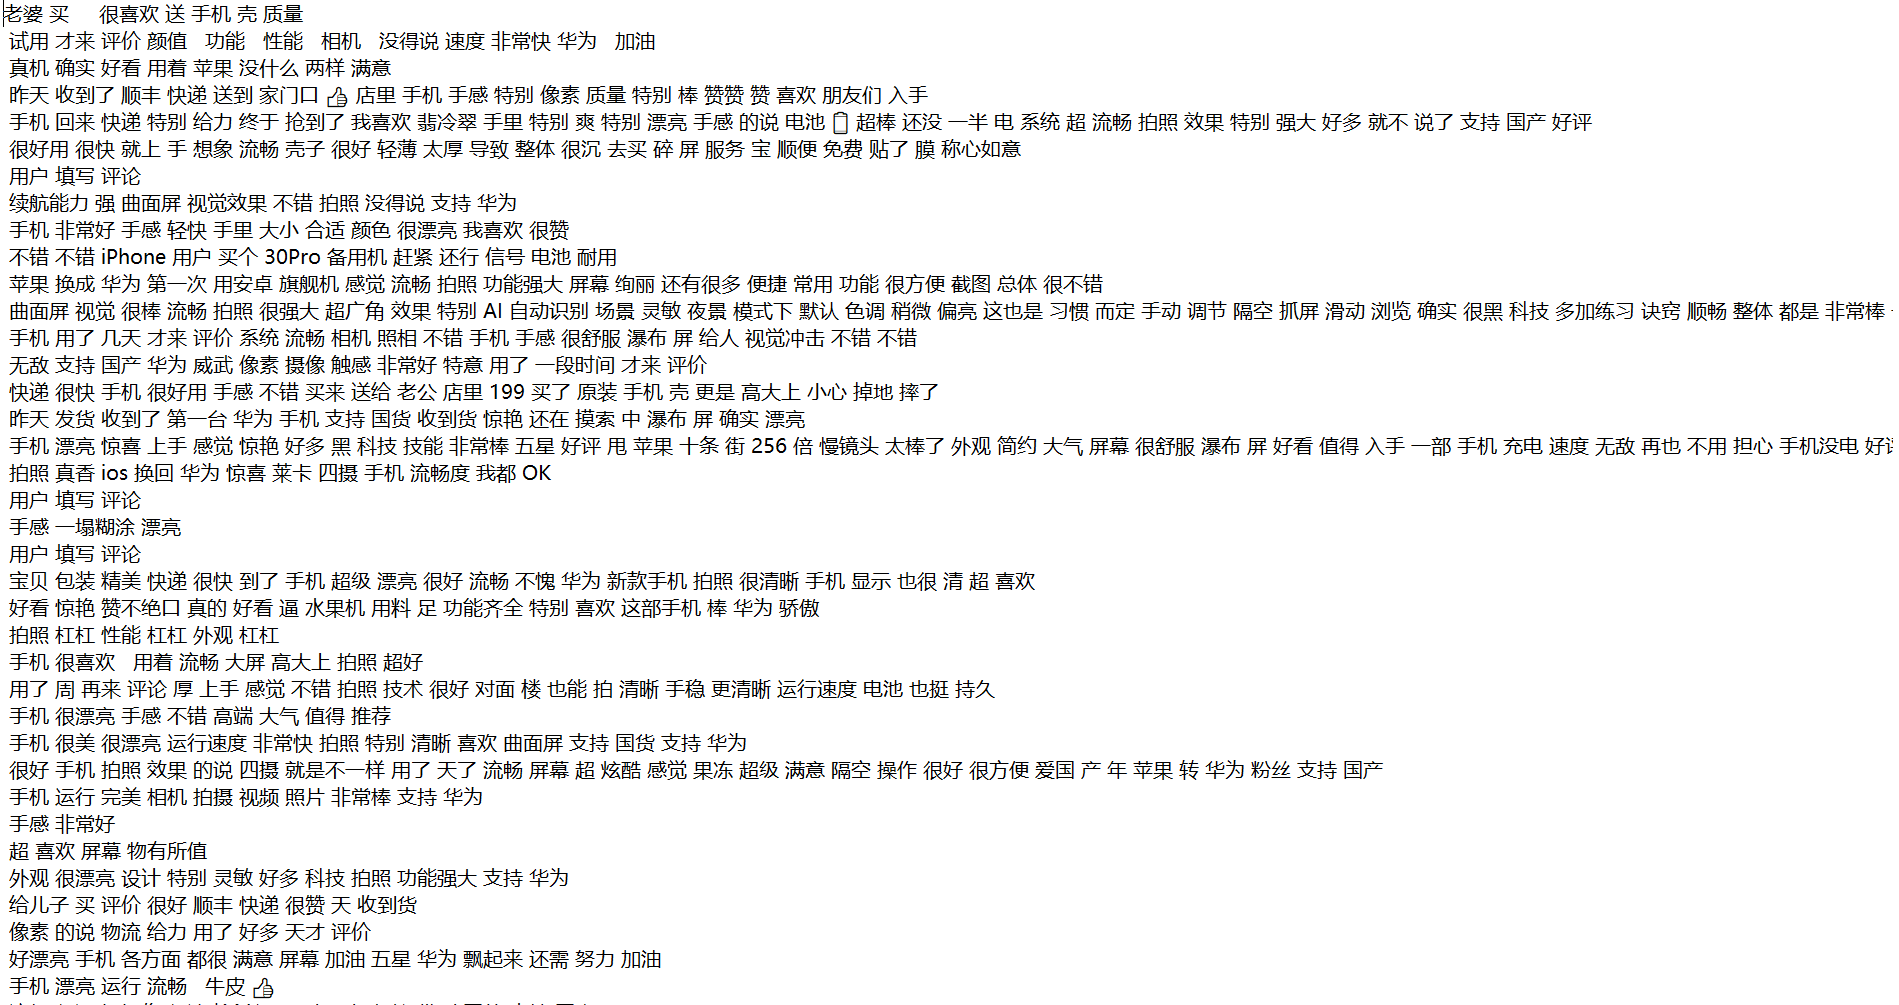 老婆 买 很喜欢 送 手机 壳 质量
试用 才来 评价 颜值 功能 性能 相机 没得说 速度 非常快 华为 加油
真机 确实 好看 用着 苹果 没什么 两样 满意
昨天 收到了 顺丰 快递 送到 家门口 👍 店里 手机 手感 特别 像素 质量 特别 棒 赞赞 赞 喜欢 朋友们 入手
手机 回来 快递 特别 给力 终于 抢到了 我喜欢 翡冷翠 手里 特别 爽 特别 漂亮 手感 的说 电池 📋 超棒 还没 一半 电 系统 超 流畅 拍照 效果 特别 强大 好多 就不 说了 支持 国产 好评
很好用 很快 就上 手 想象 流畅 壳子 很好 轻薄 太厚 导致 整体 很沉 去买 碎 屏 服务 宝 顺便 免费 贴了 膜 称心如意
用户 填写 评论
续航能力 强 曲面屏 视觉效果 不错 拍照 没得说 支持 华为
手机 非常好 手感 轻快 手里 大小 合适 颜色 很漂亮 我喜欢 很赞
不错 不错 iPhone 用户 买个 30Pro 备用机 赶紧 还行 信号 电池 耐用
苹果 换成 华为 第一次 用安卓 旗舰机 感觉 流畅 拍照 功能强大 屏幕 绚丽 还有很多 便捷 常用 功能 很方便 截图 总体 很不错
曲面屏 视觉 很棒 流畅 拍照 很强大 超广角 效果 特别 AI 自动识别 场景 灵敏 夜景 模式下 默认 色调 稍微 偏亮 这也是 习惯 而定 手动 调节 隔空 抓屏 滑动 浏览 确实 很黑 科技 多加练习 诀窍 顺畅 整体 都是 非常棒
手机 用了 几天 才来 评价 系统 流畅 相机 照相 不错 手机 手感 很舒服 瀑布 屏 给人 视觉冲击 不错 不错
无敌 支持 国产 华为 威武 像素 摄像 触感 非常好 特意 用了 一段时间 才来 评价
快递 很快 手机 很好用 手感 不错 买来 送给 老公 店里 199 买了 原装 手机 壳 更是 高大上 小心 掉地 摔了
昨天 发货 收到了 第一台 华为 手机 支持 国货 收到货 惊艳 还在 摸索 中 瀑布 屏 确实 漂亮
手机 漂亮 惊喜 上手 感觉 惊艳 好多 黑 科技 技能 非常棒 五星 好评 甩 苹果 十条 街 256 倍 慢镜头 太棒了 外观 简约 大气 屏幕 很舒服 瀑布 屏 好看 值得 入手 一部 手机 充电 速度 无敌 再也 不用 担心 手机没电 好评
拍照 真香 ios 换回 华为 惊喜 莱卡 四摄 手机 流畅度 我都 OK
用户 填写 评论
手感 一塌糊涂 漂亮
用户 填写 评论
宝贝 包装 精美 快递 很快 到了 手机 超级 漂亮 很好 流畅 不愧 华为 新款手机 拍照 很清晰 手机 显示 也很 清 超 喜欢
好看 惊艳 赞不绝口 真的 好看 逼 水果机 用料 足 功能齐全 特别 喜欢 这部手机 棒 华为 骄傲
拍照 杠杠 性能 杠杠 外观 杠杠
手机 很喜欢 用着 流畅 大屏 高大上 拍照 超好
用了 周 再来 评论 厚 上手 感觉 不错 拍照 技术 很好 对面 楼 也能 拍 清晰 手稳 更清晰 运行速度 电池 也挺 持久
手机 很漂亮 手感 不错 高端 大气 值得 推荐
手机 很美 很漂亮 运行速度 非常快 拍照 特别 清晰 喜欢 曲面屏 支持 国货 支持 华为
很好 手机 拍照 效果 的说 四摄 就是不一样 用了 天了 流畅 屏幕 超 炫酷 感觉 果冻 超级 满意 隔空 操作 很好 很方便 爱国 产 年 苹果 转 华为 粉丝 支持 国产
手机 运行 完美 相机 拍摄 视频 照片 非常棒 支持 华为
手感 非常好
超 喜欢 屏幕 物有所值
外观 很漂亮 设计 特别 灵敏 好多 科技 拍照 功能强大 支持 华为
给儿子 买 评价 很好 顺丰 快递 很赞 天 收到货
像素 的说 物流 给力 用了 好多 天才 评价
好漂亮 手机 各方面 都很 满意 屏幕 加油 五星 华为 飘起来 还需 努力 加油
手机 漂亮 运行 流畅 牛皮 👍